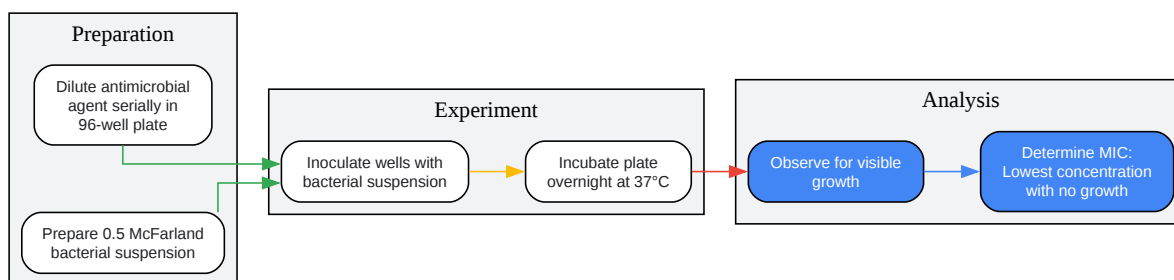 Preparation
Dilute antimicrobial
agent serially in
96-well plate
Prepare 0.5 McFarland
bacterial suspension
Experiment
Inoculate wells with
bacterial suspension
Incubate plate
overnight at 37°C
Analysis
Observe for visible
growth
Determine MIC:
Lowest concentration
with no growth